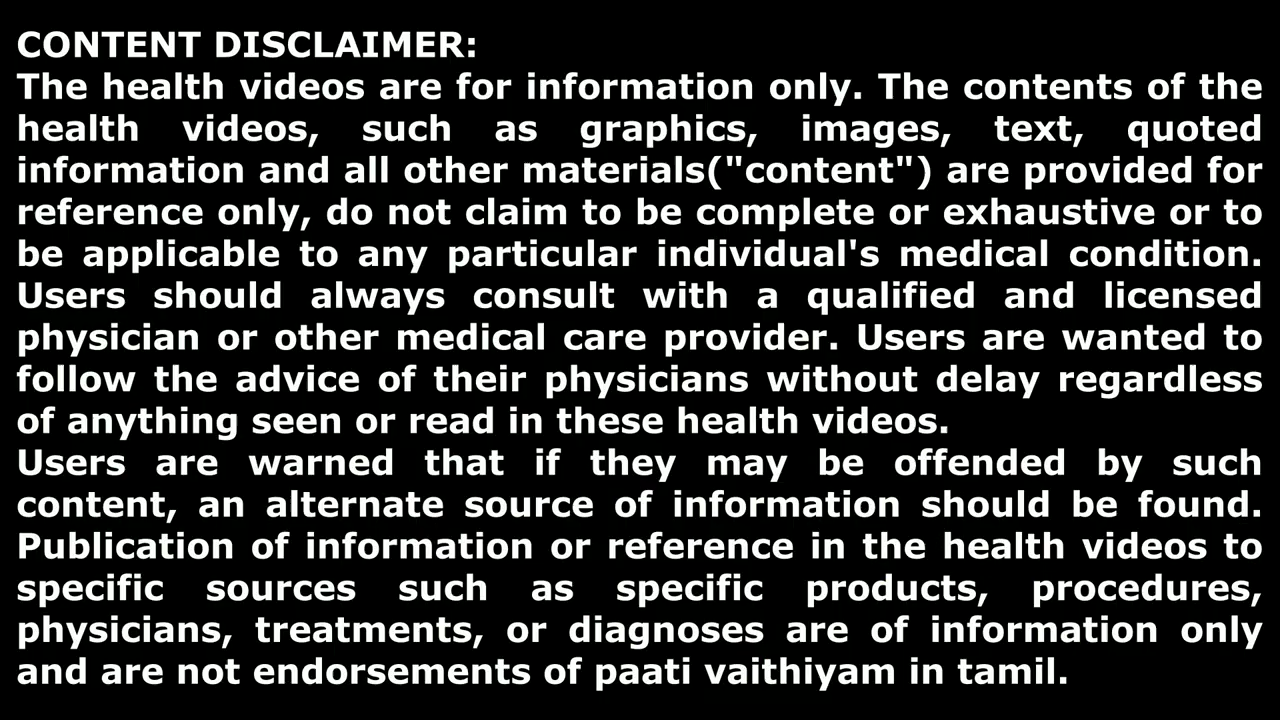 CONTENT DISCLAIMER:
The health videos are for information only. The contents of the
health videos, such as graphics, images, text, quoted
information and all other materials("content") are provided for
reference only, do not claim to be complete or exhaustive or to
be applicable to any particular individual's medical condition.
Users should always consult with a qualified and licensed
physician or other medical care provider. Users are wanted to
follow the advice of their physicians without delay regardless
of anything seen or read in these health videos.
Users are warned that if they may be offended by such
content, an alternate source of information should be found.
Publication of information or reference in the health videos to
specific sources such as specific products, procedures,
physicians, treatments, or diagnoses are of information only
and are not endorsements of paati vaithiyam in tamil.